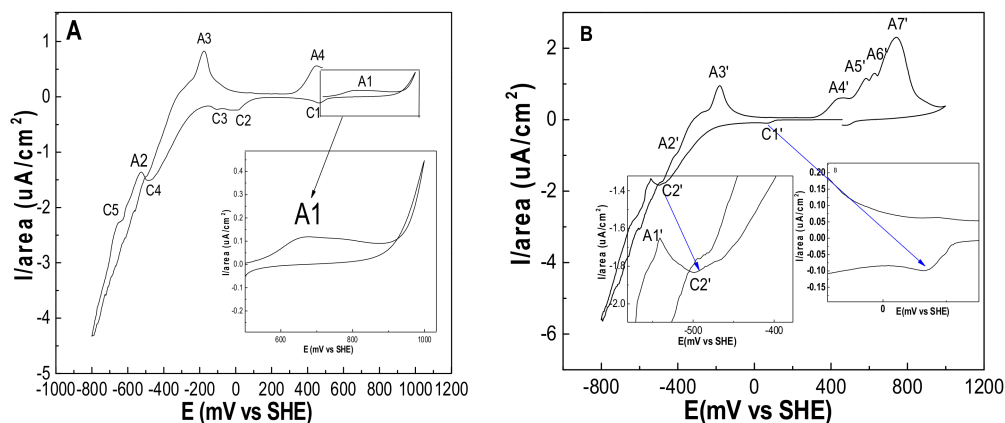 A
I/area (uA/cm²)
1
0
-1
-2
-3
-4
-5
-1000 -800 -600 -400 -200 0 200 400 600 800 1000 1200
E (mV vs SHE)
A3
A4
A1
C3 C2 C1
A2
C4
C5
I/area (uA/cm²)
0.4
0.3
0.2
0.1
0.0
-0.1
-0.2
A1
600 800 1000
E (mV vs SHE)
B
I/area (uA/cm²)
2
0
-2
-4
-6
-800 -400 0 400 800 1200
E(mV vs SHE)
A7'
A6'
A5'
A4'
A3'
C1'
A2'
C2'
I/area (uA/cm²)
-1.4
-1.6
-1.8
-2.0
A1'
C2'
-500 -400
E(mV vs SHE)
B
I/area (uA/cm²)
0.20
0.15
0.10
0.05
0.00
-0.05
-0.10
-0.15
0
E(mV vs SHE)